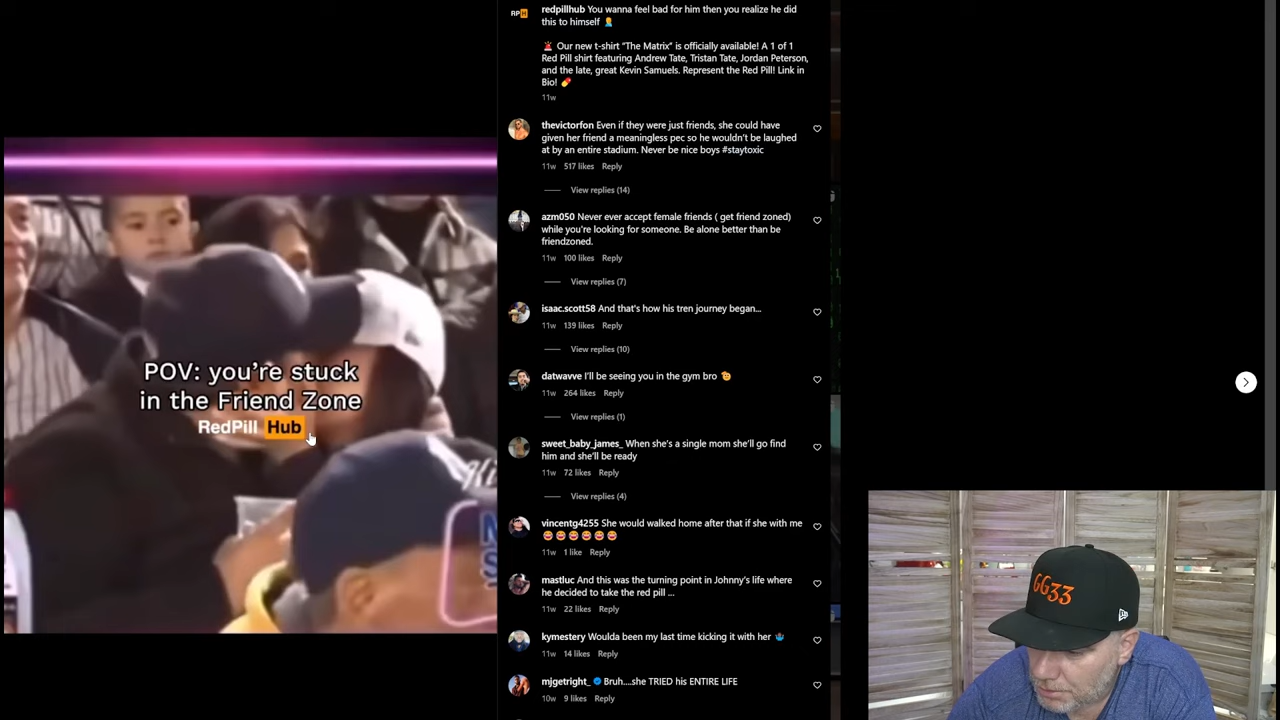 RPH
redpillhub You wanna feel bad for him then you realize he did
this to himself 🤦‍♂️
🚨 Our new t-shirt “The Matrix” is officially available! A 1 of 1
Red Pill shirt featuring Andrew Tate, Tristan Tate, Jordan Peterson,
and the late, great Kevin Samuels. Represent the Red Pill! Link in
Bio! 💊
11w
thevictorfon Even if they were just friends, she could have
given her friend a meaningless pec so he wouldn't be laughed
at by an entire stadium. Never be nice boys #staytoxic
11w 517 likes Reply
View replies (14)
azm050 Never ever accept female friends ( get friend zoned)
while you're looking for someone. Be alone better than be
friendzoned.
11w 100 likes Reply
View replies (7)
isaac.scott58 And that's how his tren journey began...
11w 139 likes Reply
View replies (10)
datwavve I'll be seeing you in the gym bro 🫡
11w 264 likes Reply
View replies (1)
sweet_baby_james_ When she's a single mom she'll go find
him and she'll be ready
11w 72 likes Reply
View replies (4)
vincentg4255 She would walked home after that if she with me
😂😂😂😂😂😂
11w 1 like Reply
mastluc And this was the turning point in Johnny's life where
he decided to take the red pill ...
11w 22 likes Reply
kymestery Woulda been my last time kicking it with her 🤷🏿‍♂️
11w 14 likes Reply
mjgetright_ Bruh....she TRIED his ENTIRE LIFE
10w 9 likes Reply
POV: you're stuck
in the Friend Zone
RedPill Hub
GG33